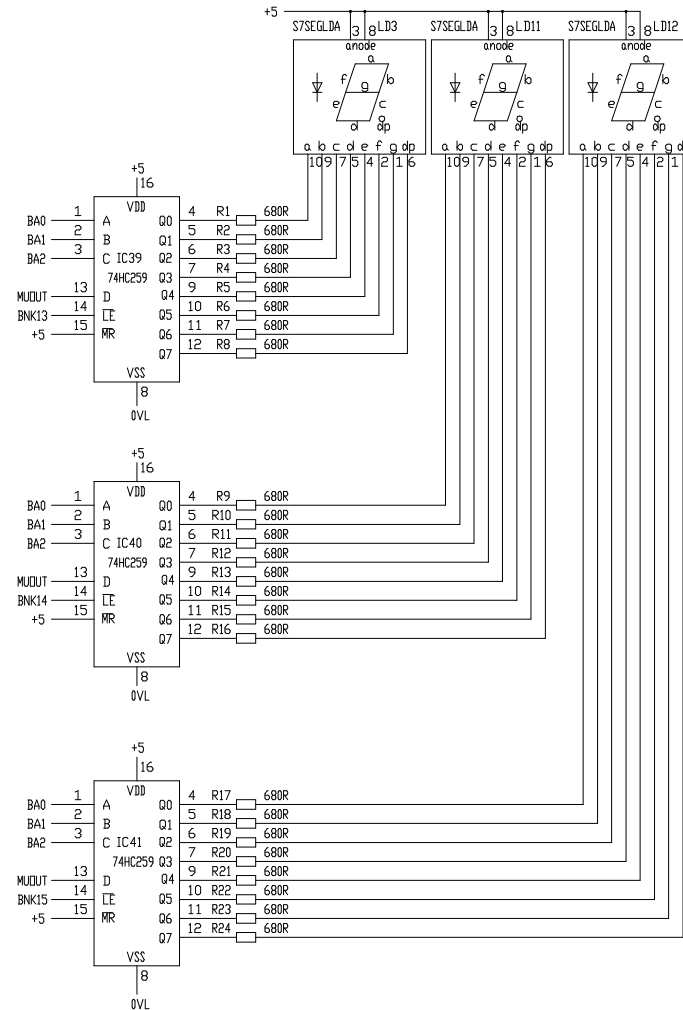 +5
S7SEGLDA 3 8 LD3 S7SEGLDA 3 8 LD11 S7SEGLDA 3 8 LD12
anode anode anode
a a a
f g b f g b f g b
e c e c e c
d dp d dp d dp
a b c d e f g dp a b c d e f g dp a b c d e f g d
10 9 7 5 4 2 1 6 10 9 7 5 4 2 1 6 10 9 7 5 4 2 1
+5
16
VDD
BA0 1 A Q0 4 R1 680R
BA1 2 B Q1 5 R2 680R
BA2 3 C IC39 Q2 6 R3 680R
74HC259 Q3 7 R4 680R
MUOUT 13 D Q4 9 R5 680R
BNK13 14 LE Q5 10 R6 680R
+5 15 MR Q6 11 R7 680R
Q7 12 R8 680R
VSS
8
0VL
+5
16
VDD
BA0 1 A Q0 4 R9 680R
BA1 2 B Q1 5 R10 680R
BA2 3 C IC40 Q2 6 R11 680R
74HC259 Q3 7 R12 680R
MUOUT 13 D Q4 9 R13 680R
BNK14 14 LE Q5 10 R14 680R
+5 15 MR Q6 11 R15 680R
Q7 12 R16 680R
VSS
8
0VL
+5
16
VDD
BA0 1 A Q0 4 R17 680R
BA1 2 B Q1 5 R18 680R
BA2 3 C IC41 Q2 6 R19 680R
74HC259 Q3 7 R20 680R
MUOUT 13 D Q4 9 R21 680R
BNK15 14 LE Q5 10 R22 680R
+5 15 MR Q6 11 R23 680R
Q7 12 R24 680R
VSS
8
0VL